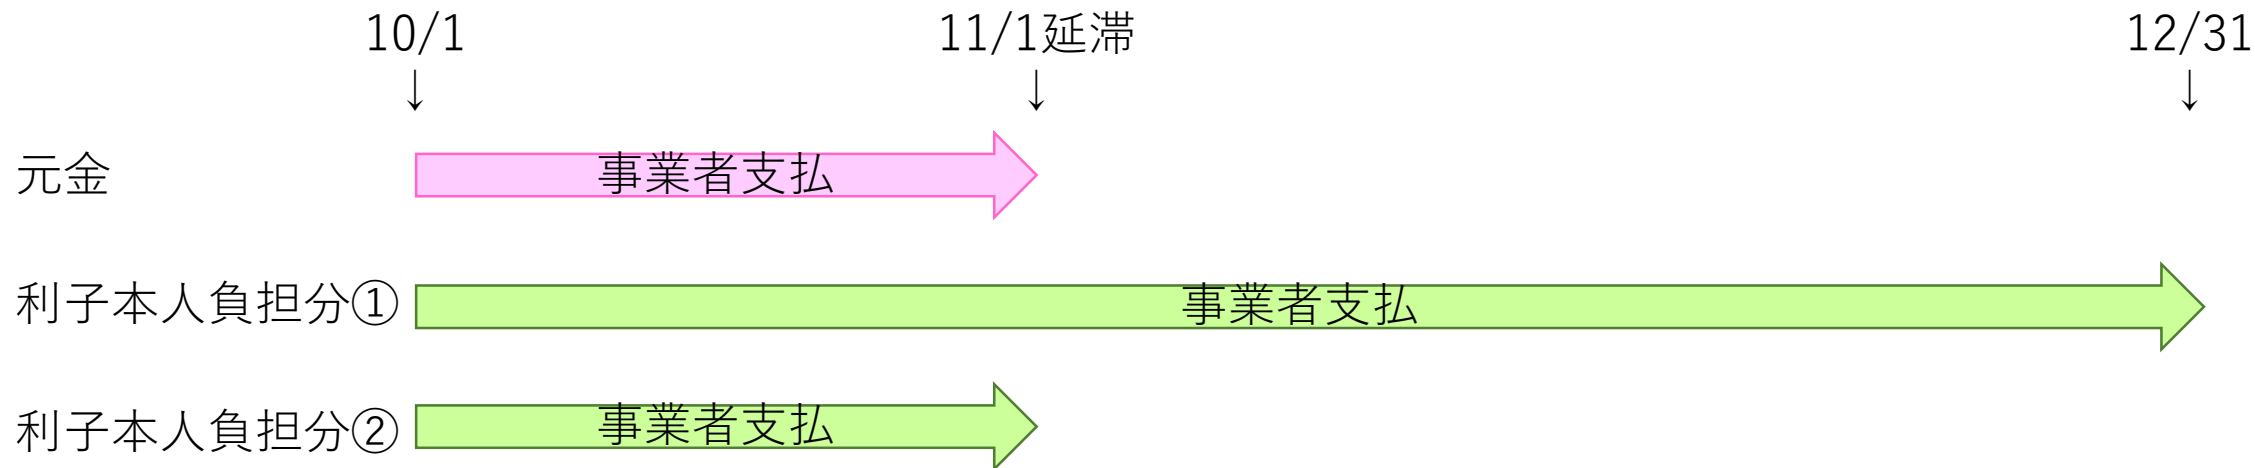 10/1 11/1延滞 12/31
↓ ↓ ↓
元金 事業者支払
利子本人負担分① 事業者支払
利子本人負担分② 事業者支払